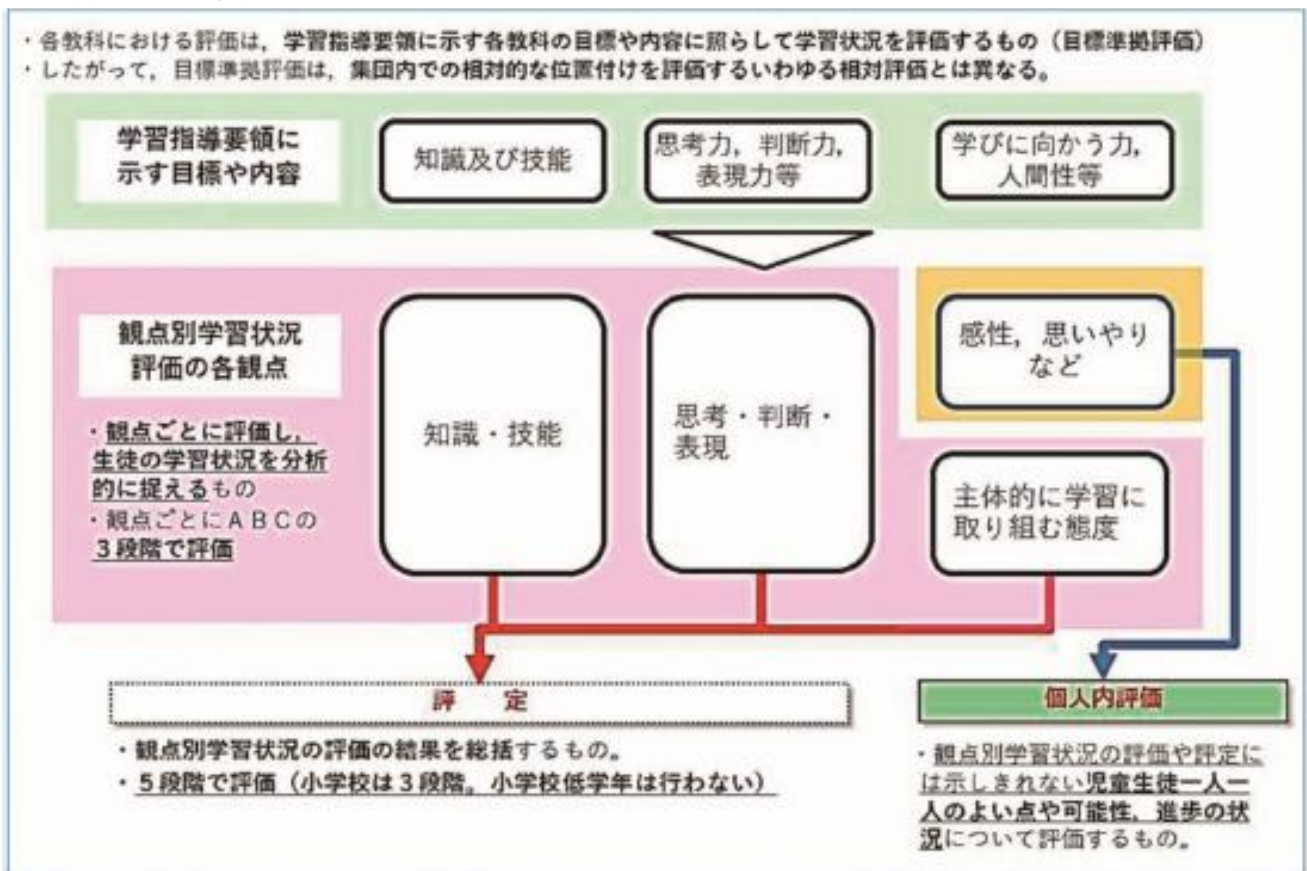 ・各教科における評価は，学習指導要領に示す各教科の目標や内容に照らして学習状況を評価するもの（目標準拠評価）
・したがって，目標準拠評価は，集団内での相対的な位置付けを評価するいわゆる相対評価とは異なる。
学習指導要領に
示す目標や内容
知識及び技能
思考力，判断力，
表現力等
学びに向かう力，
人間性等
観点別学習状況
評価の各観点
・観点ごとに評価し，
生徒の学習状況を分析
的に捉えるもの
・観点ごとにＡＢＣの
３段階で評価
知識・技能
思考・判断・
表現
感性，思いやり
など
主体的に学習に
取り組む態度
評　定
・観点別学習状況の評価の結果を総括するもの。
・５段階で評価（小学校は３段階。小学校低学年は行わない）
個人内評価
・観点別学習状況の評価や評定に
は示しきれない児童生徒一人一
人のよい点や可能性，進歩の状
況について評価するもの。